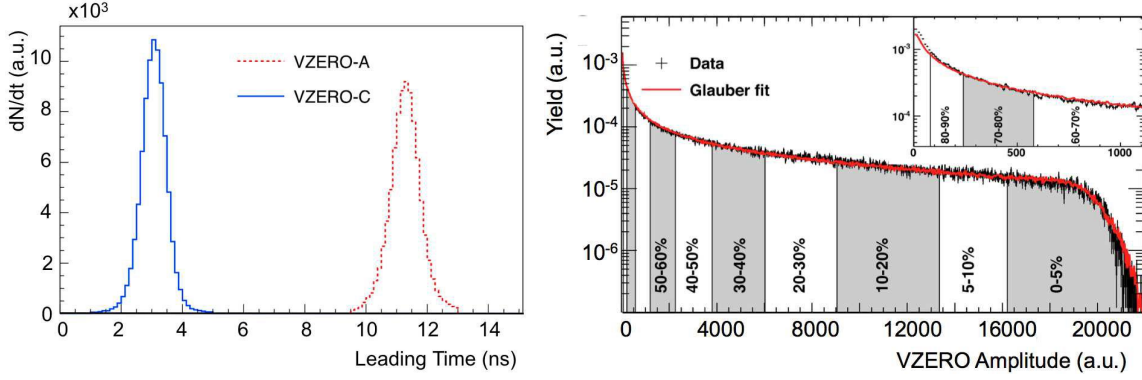 ×10³
dN/dt (a.u.)
10
8
6
4
2
0
VZERO-A
VZERO-C
0 2 4 6 8 10 12 14
Leading Time (ns)
Yield (a.u.)
10⁻³
10⁻⁴
10⁻⁵
10⁻⁶
Data
Glauber fit
50-60%
40-50%
30-40%
20-30%
10-20%
5-10%
0-5%
0 4000 8000 12000 16000 20000
VZERO Amplitude (a.u.)
10⁻³
10⁻⁴
80-90%
70-80%
60-70%
0 500 1000